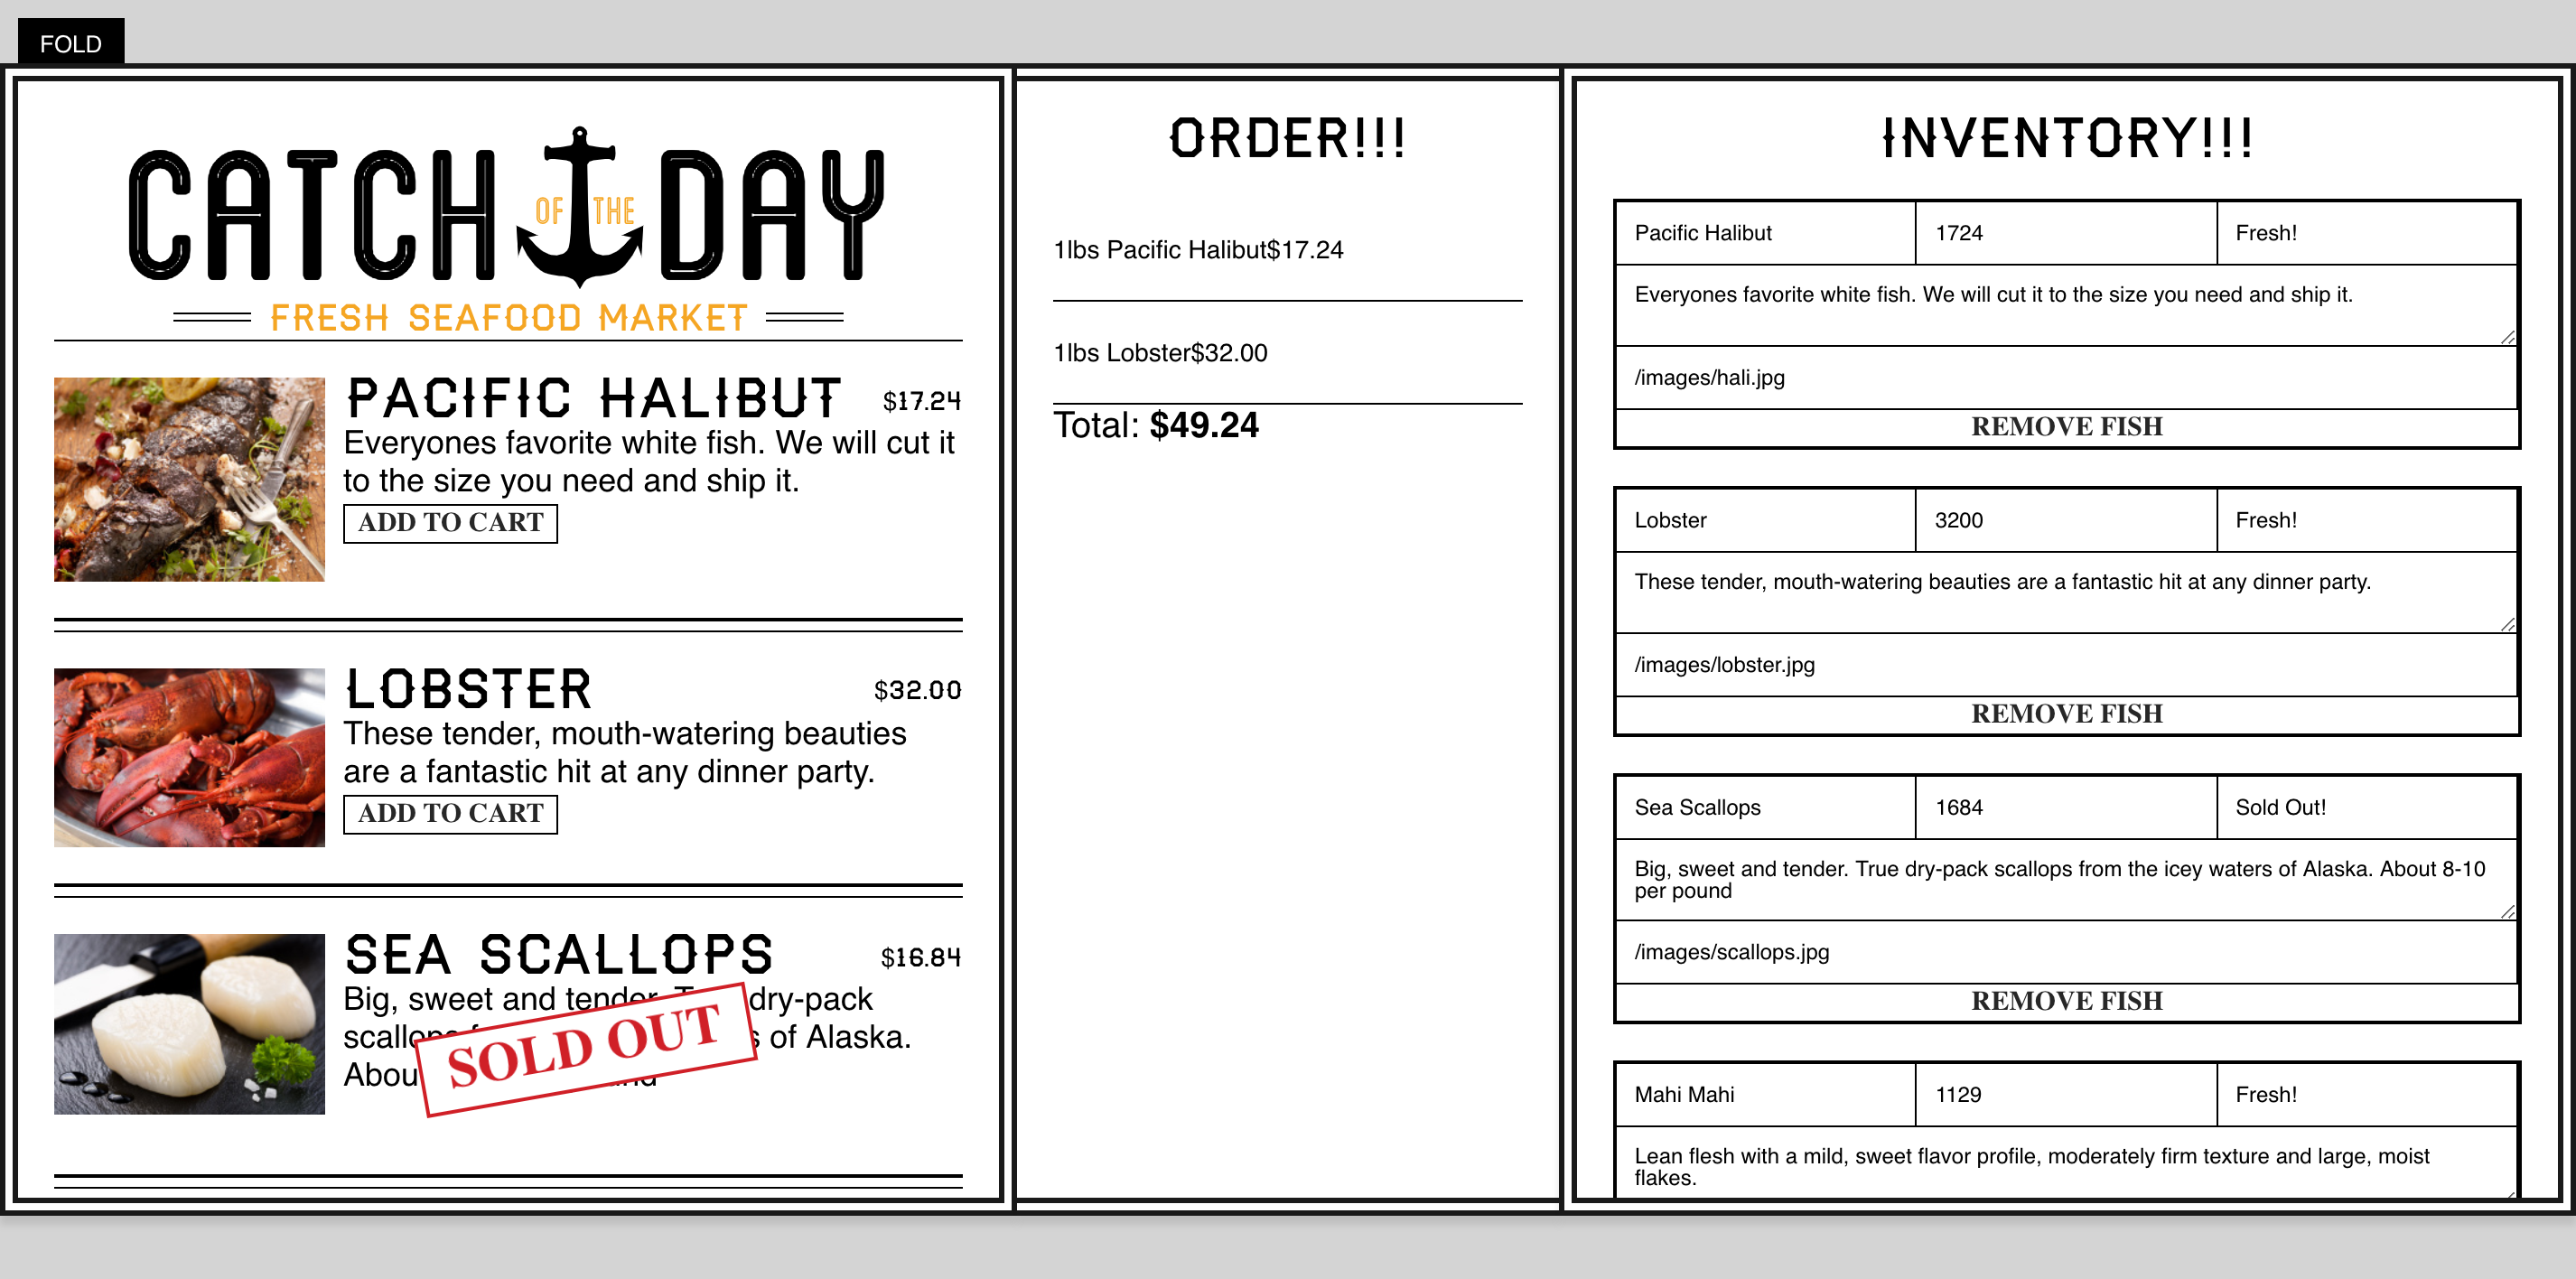 FOLD
CATCH OF THE DAY
FRESH SEAFOOD MARKET
PACIFIC HALIBUT $17.24
Everyones favorite white fish. We will cut it
to the size you need and ship it.
ADD TO CART
LOBSTER $32.00
These tender, mouth-watering beauties
are a fantastic hit at any dinner party.
ADD TO CART
SEA SCALLOPS $16.84
Big, sweet and tender. dry-pack
of Alaska.
SOLD OUT
ORDER!!!
1lbs Pacific Halibut$17.24
1lbs Lobster$32.00
Total: $49.24
INVENTORY!!!
Pacific Halibut 1724 Fresh!
Everyones favorite white fish. We will cut it to the size you need and ship it.
/images/hali.jpg
REMOVE FISH
Lobster 3200 Fresh!
These tender, mouth-watering beauties are a fantastic hit at any dinner party.
/images/lobster.jpg
REMOVE FISH
Sea Scallops 1684 Sold Out!
Big, sweet and tender. True dry-pack scallops from the icey waters of Alaska. About 8-10
per pound
/images/scallops.jpg
REMOVE FISH
Mahi Mahi 1129 Fresh!
Lean flesh with a mild, sweet flavor profile, moderately firm texture and large, moist
flakes.